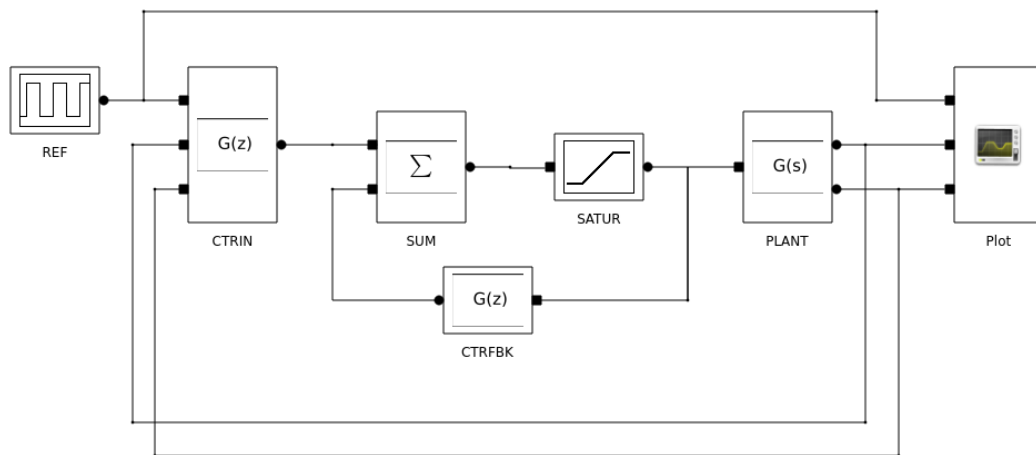 G(z)
Σ
G(s)
REF
SATUR
CTRIN
SUM
PLANT
Plot
G(z)
CTRFBK